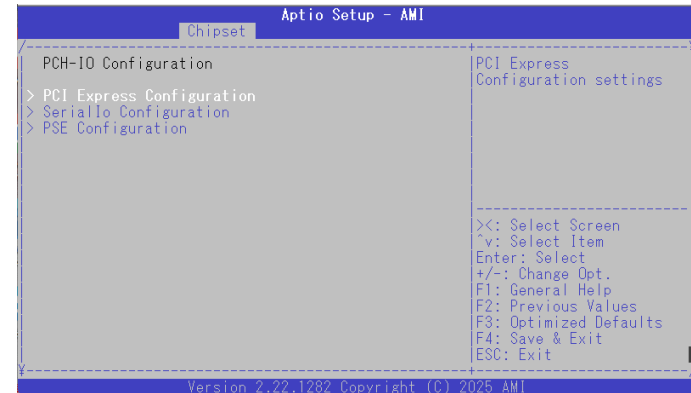 Aptio Setup - AMI
Chipset
PCH-IO Configuration
> PCI Express Configuration
> SerialIo Configuration
> PSE Configuration
PCI Express
Configuration settings
><: Select Screen
^v: Select Item
Enter: Select
+/-: Change Opt.
F1: General Help
F2: Previous Values
F3: Optimized Defaults
F4: Save & Exit
ESC: Exit
Version 2.22.1282 Copyright (C) 2025 AMI